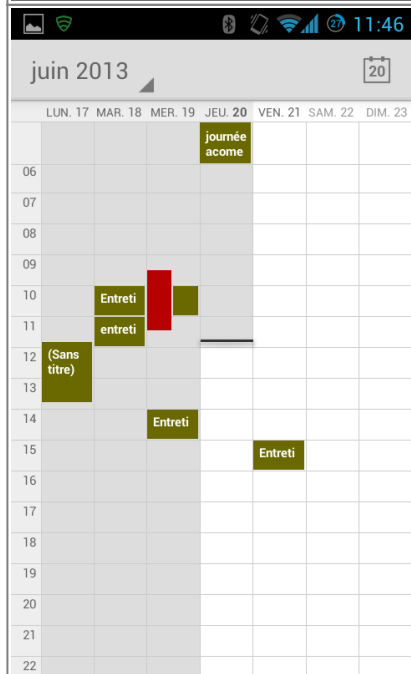 27 11:46
juin 2013
20
LUN. 17 MAR. 18 MER. 19 JEU. 20 VEN. 21 SAM. 22 DIM. 23
journée
acome
06
07
08
09
10 Entreti
11 entreti
12 (Sans
titre)
13
14 Entreti
15 Entreti
16
17
18
19
20
21
22